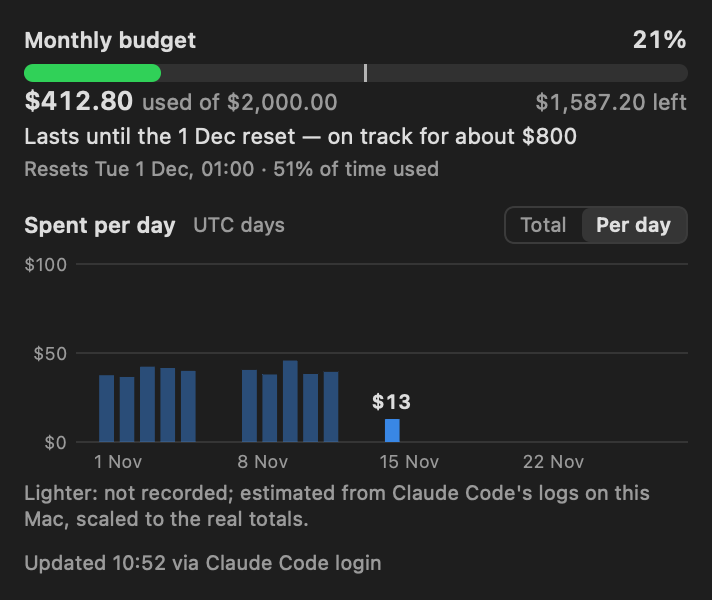 Monthly budget 21%
$412.80 used of $2,000.00 $1,587.20 left
Lasts until the 1 Dec reset — on track for about $800
Resets Tue 1 Dec, 01:00 · 51% of time used
Spent per day UTC days Total Per day
$100
$50
$13
$0
1 Nov 8 Nov 15 Nov 22 Nov
Lighter: not recorded; estimated from Claude Code's logs on this
Mac, scaled to the real totals.
Updated 10:52 via Claude Code login